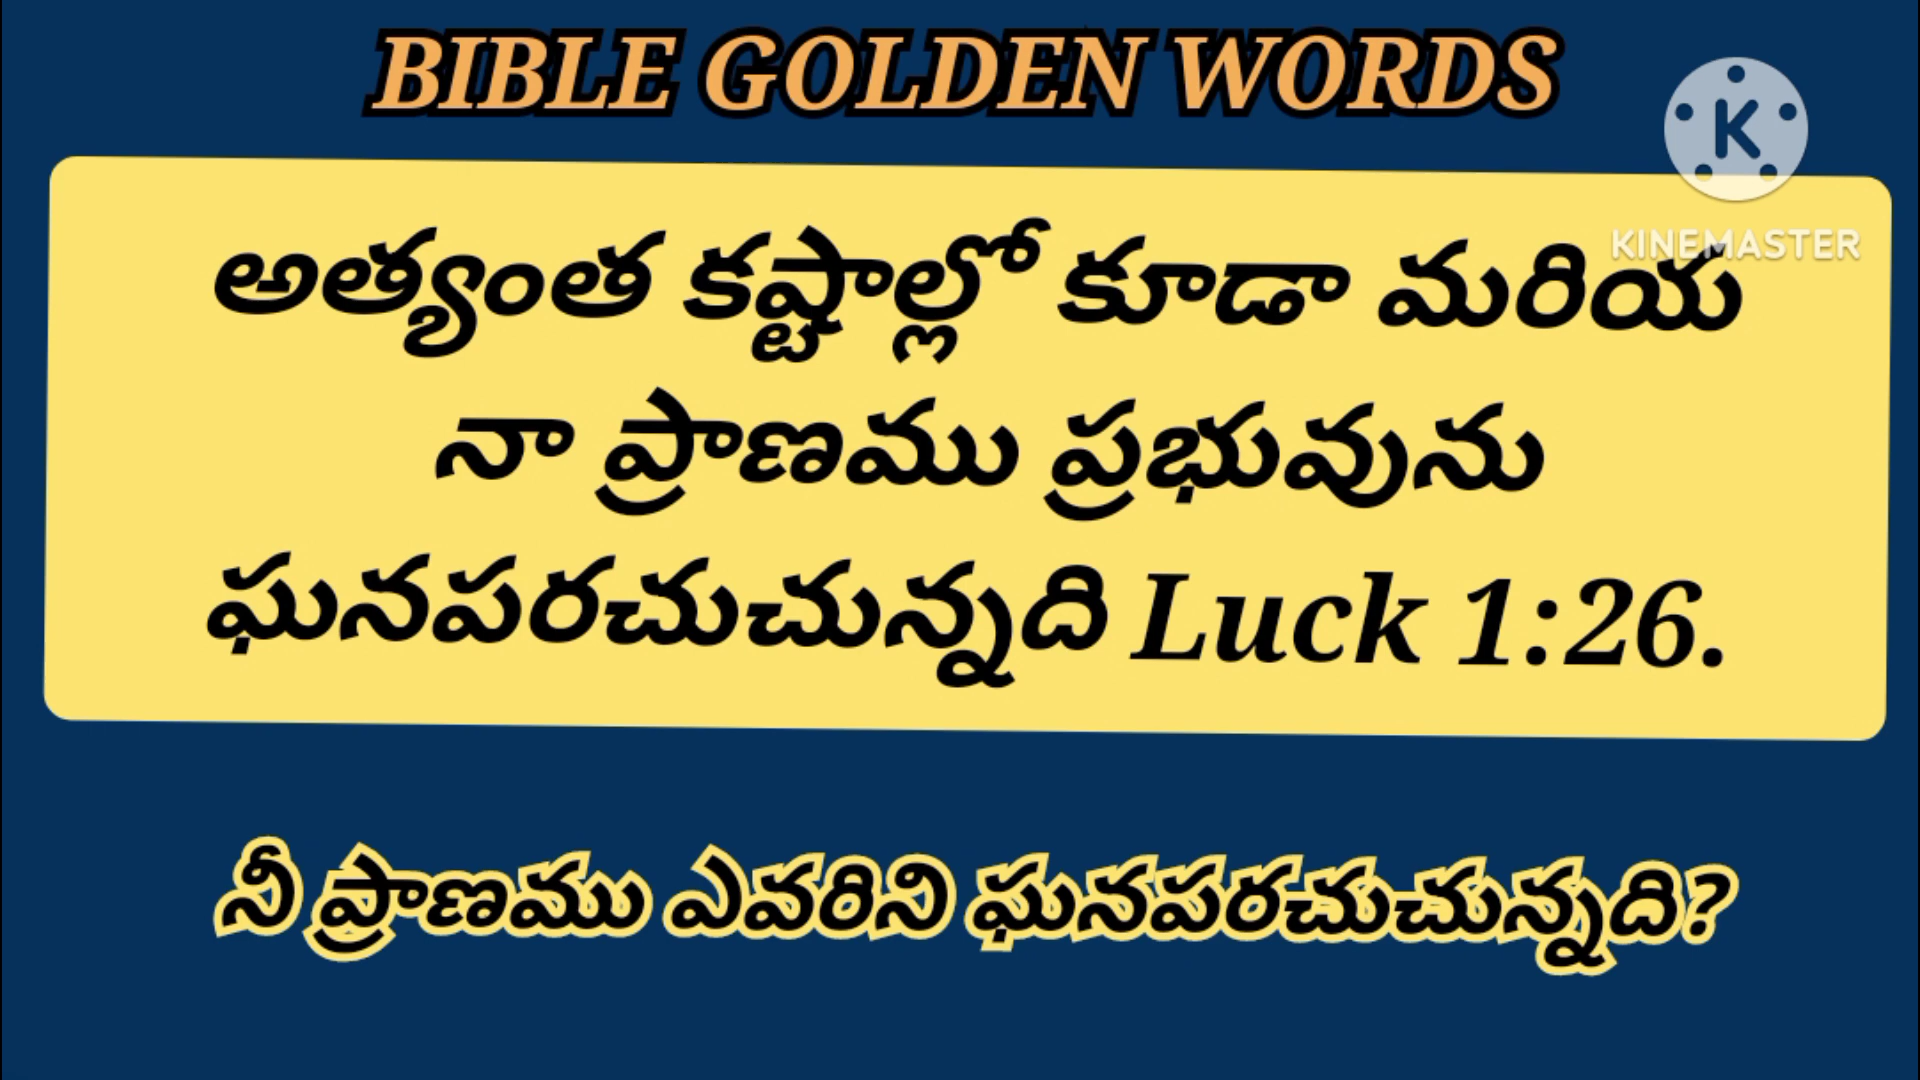 BIBLE GOLDEN WORDS
K
KINEMASTER
అత్యంత కష్టాల్లో కూడా మరియ
నా ప్రాణము ప్రభువును
ఘనపరచుచున్నది Luck 1:26.
నీ ప్రాణము ఎవరిని ఘనపరచుచున్నది?